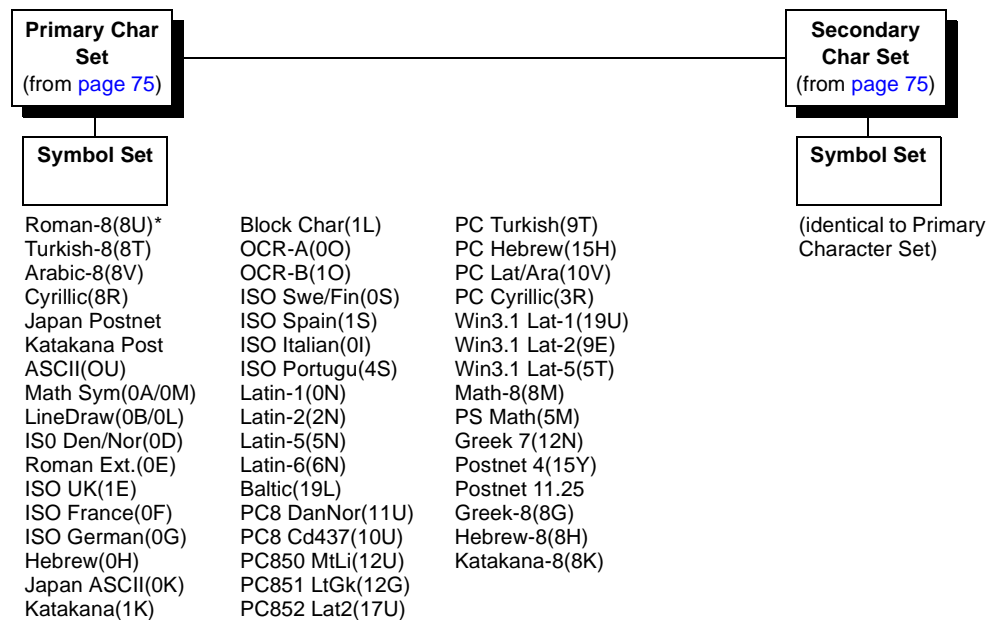 Primary Char
Set
(from page 75)
Secondary
Char Set
(from page 75)
Symbol Set
Symbol Set
Roman-8(8U)*
Turkish-8(8T)
Arabic-8(8V)
Cyrillic(8R)
Japan Postnet
Katakana Post
ASCII(OU)
Math Sym(0A/0M)
LineDraw(0B/0L)
IS0 Den/Nor(0D)
Roman Ext.(0E)
ISO UK(1E)
ISO France(0F)
ISO German(0G)
Hebrew(0H)
Japan ASCII(0K)
Katakana(1K)
Block Char(1L)
OCR-A(0O)
OCR-B(1O)
ISO Swe/Fin(0S)
ISO Spain(1S)
ISO Italian(0I)
ISO Portugu(4S)
Latin-1(0N)
Latin-2(2N)
Latin-5(5N)
Latin-6(6N)
Baltic(19L)
PC8 DanNor(11U)
PC8 Cd437(10U)
PC850 MtLi(12U)
PC851 LtGk(12G)
PC852 Lat2(17U)
PC Turkish(9T)
PC Hebrew(15H)
PC Lat/Ara(10V)
PC Cyrillic(3R)
Win3.1 Lat-1(19U)
Win3.1 Lat-2(9E)
Win3.1 Lat-5(5T)
Math-8(8M)
PS Math(5M)
Greek 7(12N)
Postnet 4(15Y)
Postnet 11.25
Greek-8(8G)
Hebrew-8(8H)
Katakana-8(8K)
(identical to Primary
Character Set)